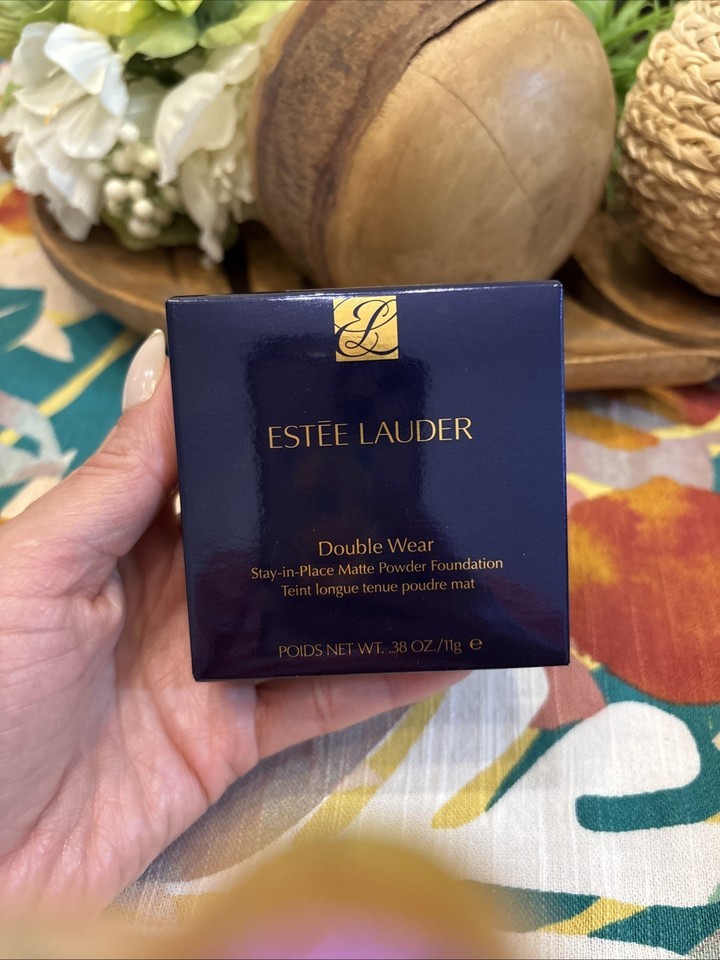 EL
ESTĒE LAUDER
Double Wear
Stay-in-Place Matte Powder Foundation
Teint longue tenue poudre mat
POIDS NET WT. .38 OZ./11g ℮